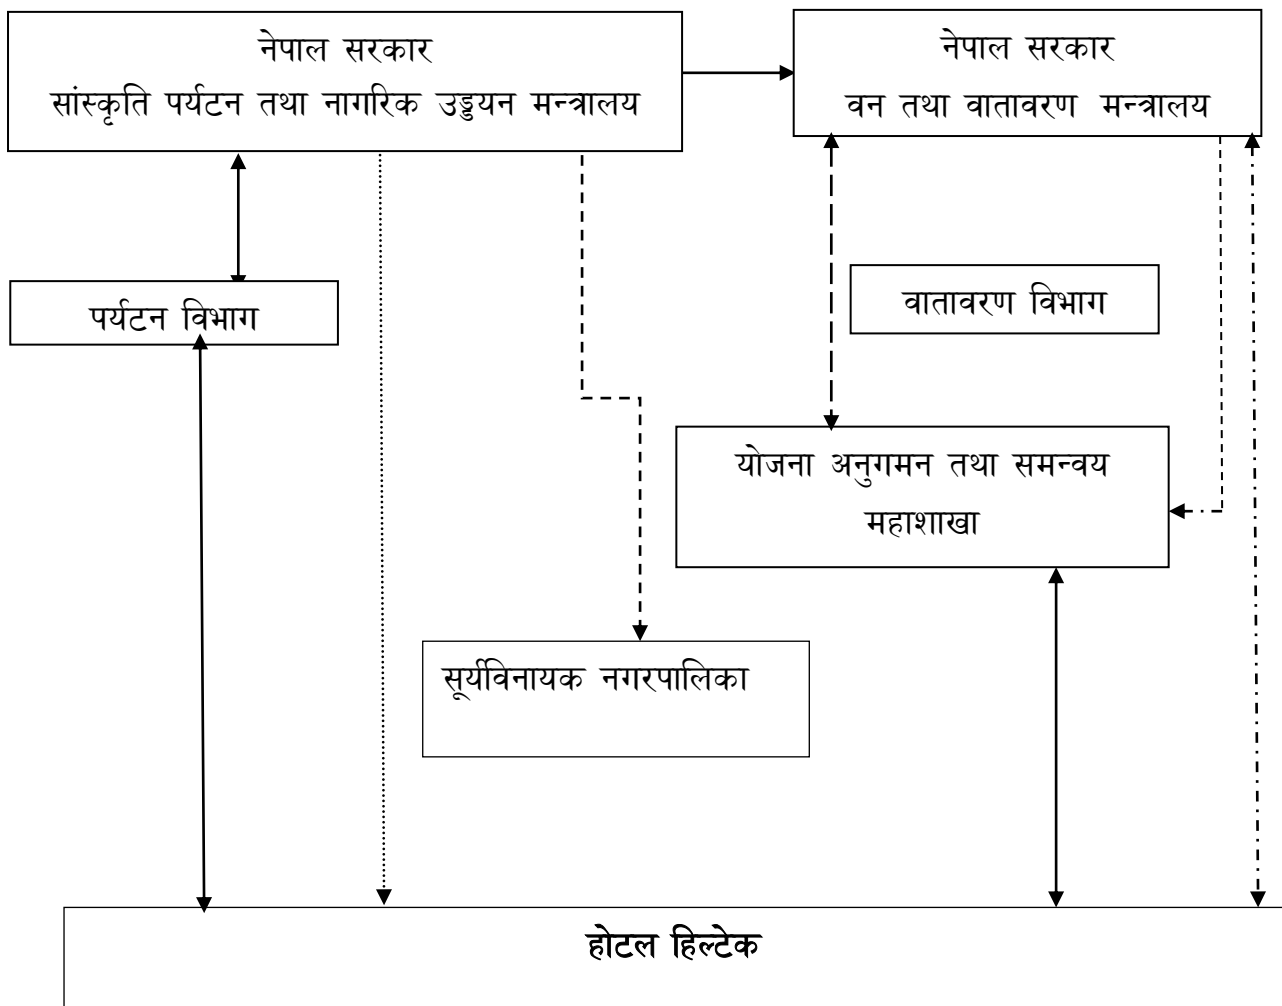 नेपाल सरकार
सांस्कृति पर्यटन तथा नागरिक उड्डयन मन्त्रालय
नेपाल सरकार
वन तथा वातावरण मन्त्रालय
पर्यटन विभाग
वातावरण विभाग
योजना अनुगमन तथा समन्वय
महाशाखा
सूर्यविनायक नगरपालिका
होटल हिल्टेक